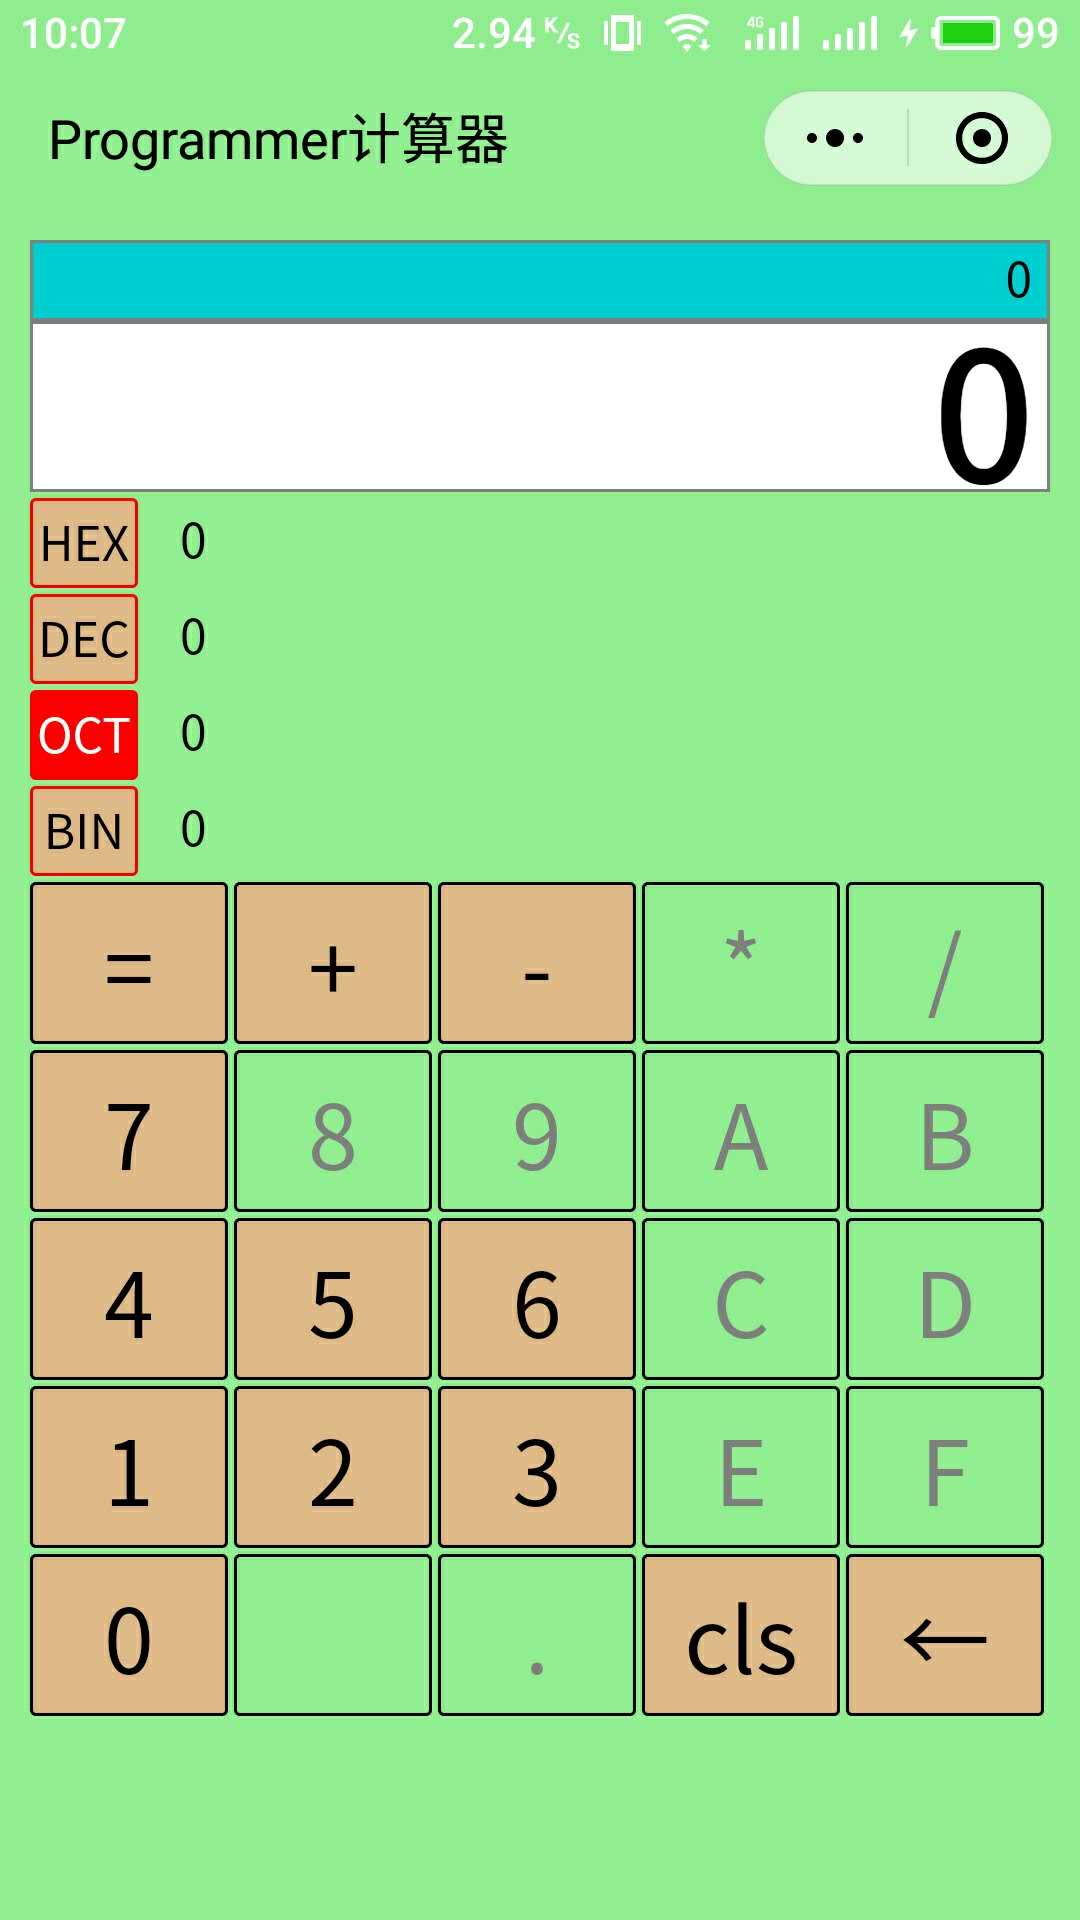 10:07 2.94 K/S 4G 99
Programmer计算器
0
0
HEX 0
DEC 0
OCT 0
BIN 0
= + - * /
7 8 9 A B
4 5 6 C D
1 2 3 E F
0 . cls ←